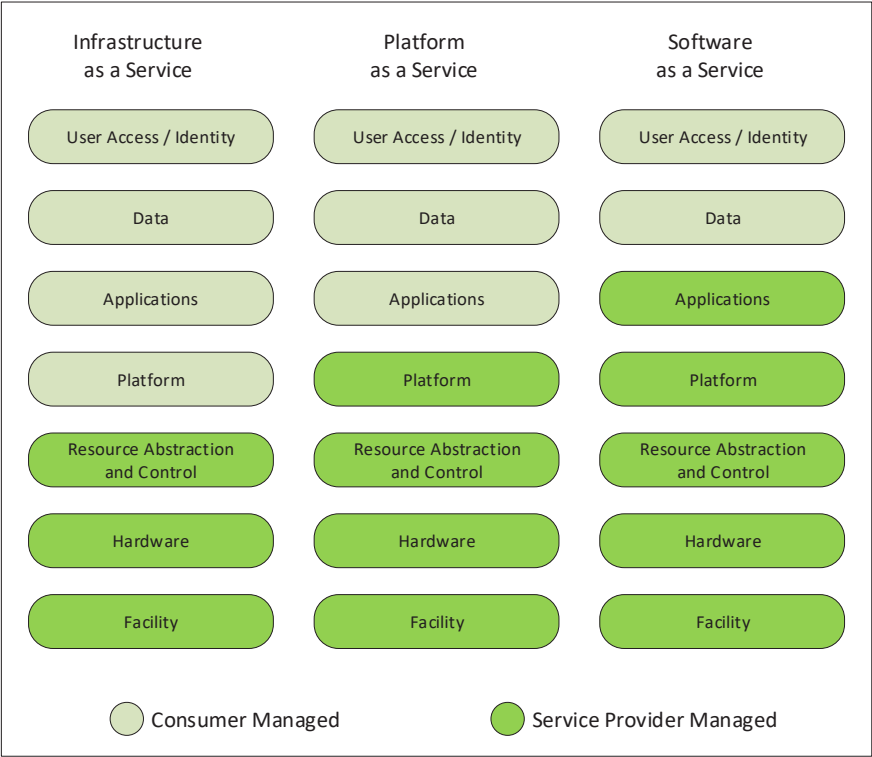 Infrastructure
as a Service
Platform
as a Service
Software
as a Service
User Access / Identity
User Access / Identity
User Access / Identity
Data
Data
Data
Applications
Applications
Applications
Platform
Platform
Platform
Resource Abstraction
and Control
Resource Abstraction
and Control
Resource Abstraction
and Control
Hardware
Hardware
Hardware
Facility
Facility
Facility
Consumer Managed
Service Provider Managed